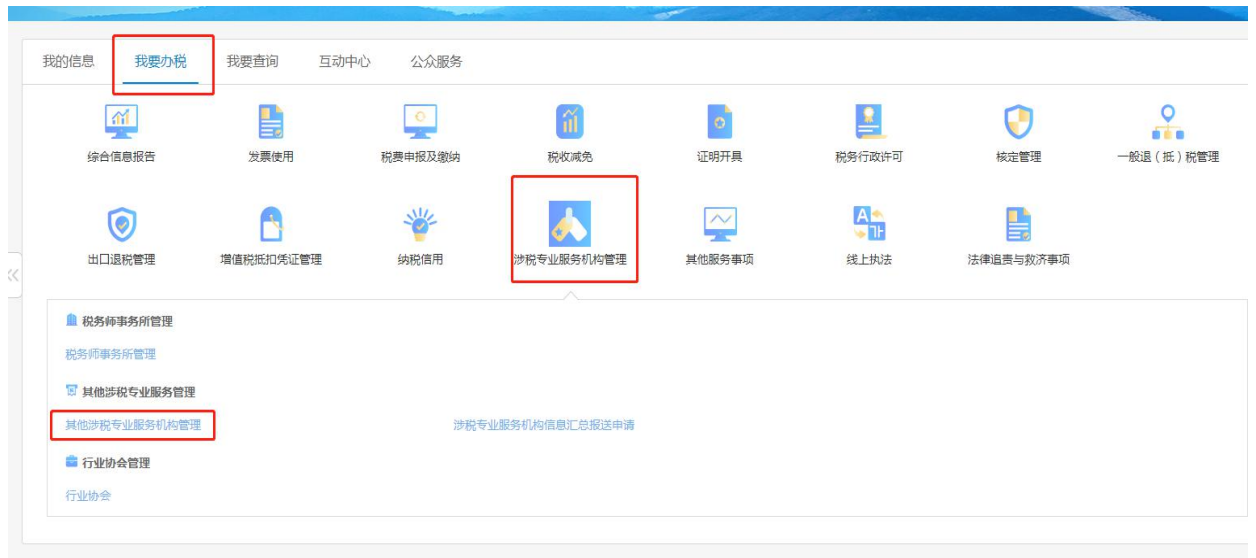 我的信息 我要办税 我要查询 互动中心 公众服务
综合信息报告 发票使用 税费申报及缴纳 税收减免 证明开具 税务行政许可 核定管理 一般退（抵）税管理
出口退税管理 增值税抵扣凭证管理 纳税信用 涉税专业服务机构管理 其他服务事项 线上执法 法律追责与救济事项
税务师事务所管理
税务师事务所管理
其他涉税专业服务管理
其他涉税专业服务机构管理 涉税专业服务机构信息汇总报送申请
行业协会管理
行业协会